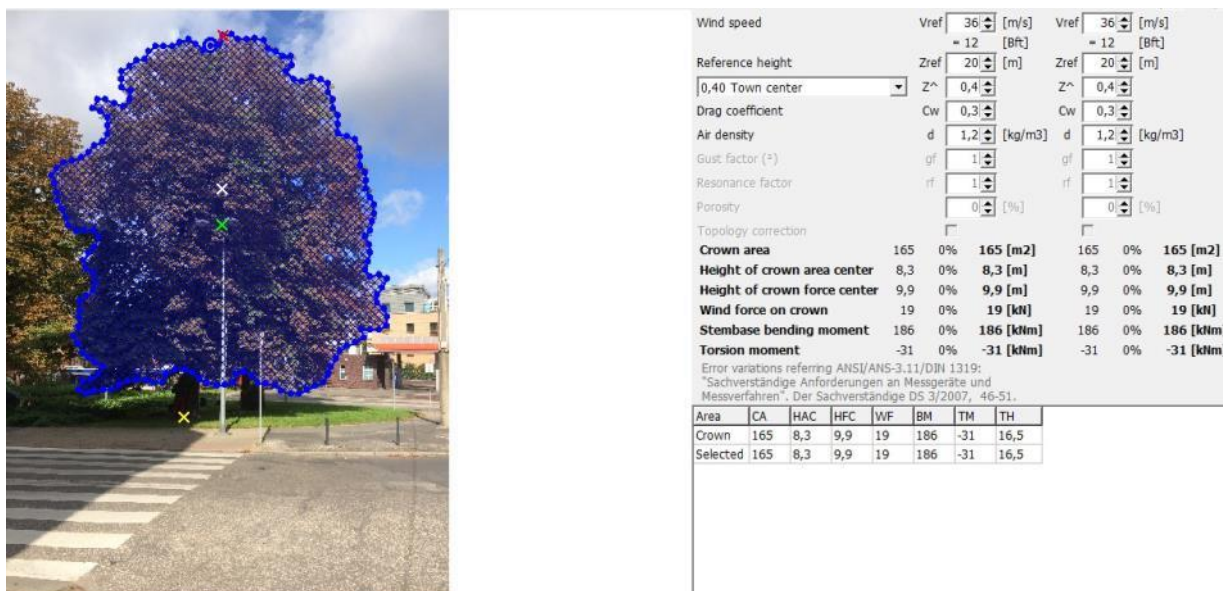 Wind speed Vref 36 [m/s] Vref 36 [m/s]
= 12 [Bft] = 12 [Bft]
Reference height Zref 20 [m] Zref 20 [m]
0,40 Town center Z^ 0,4 Z^ 0,4
Drag coefficient Cw 0,3 Cw 0,3
Air density d 1,2 [kg/m3] d 1,2 [kg/m3]
Gust factor (²) gf 1 gf 1
Resonance factor rf 1 rf 1
Porosity 0 [%] 0 [%]
Topology correction
Crown area 165 0% 165 [m2] 165 0% 165 [m2]
Height of crown area center 8,3 0% 8,3 [m] 8,3 0% 8,3 [m]
Height of crown force center 9,9 0% 9,9 [m] 9,9 0% 9,9 [m]
Wind force on crown 19 0% 19 [kN] 19 0% 19 [kN]
Stembase bending moment 186 0% 186 [kNm] 186 0% 186 [kNm
Torsion moment -31 0% -31 [kNm] -31 0% -31 [kNm
Error variations referring ANSI/ANS-3.11/DIN 1319:
"Sachverständige Anforderungen an Messgeräte und
Messverfahren". Der Sachverständige DS 3/2007, 46-51.
Area CA HAC HFC WF BM TM TH
Crown 165 8,3 9,9 19 186 -31 16,5
Selected 165 8,3 9,9 19 186 -31 16,5